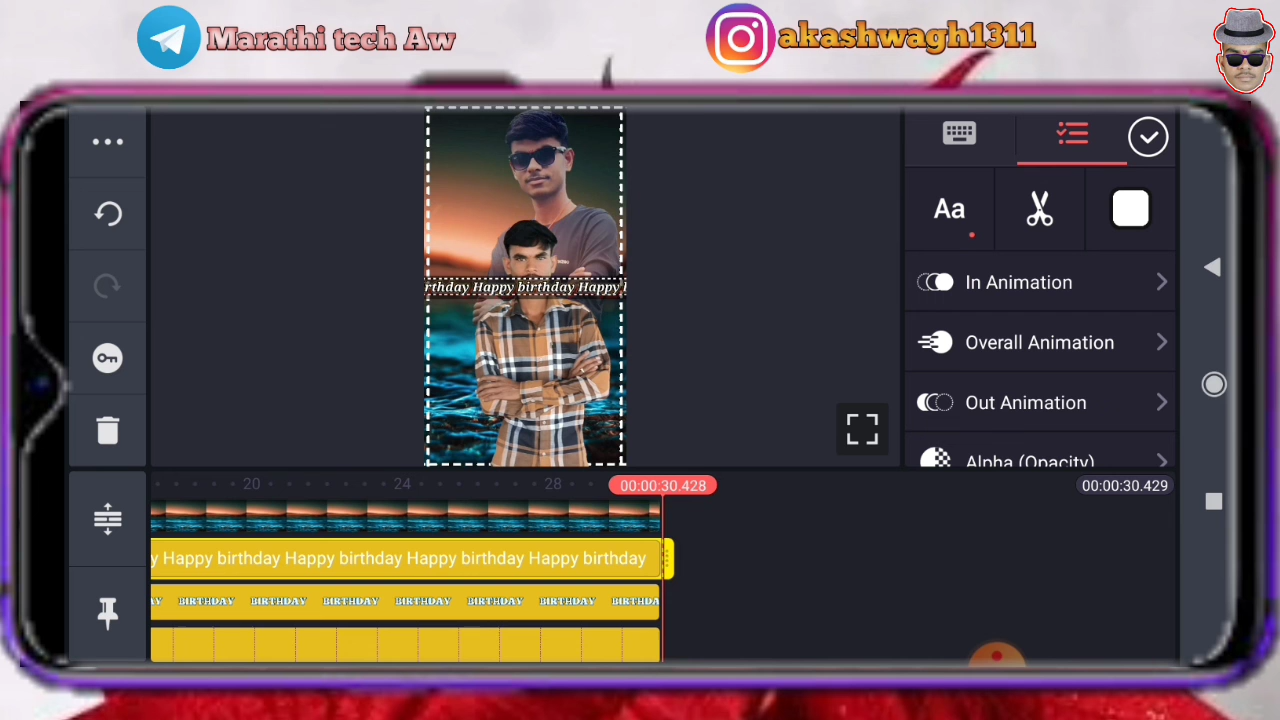 Marathi tech Aw
akashwagh1311
Aa
In Animation
Overall Animation
Out Animation
Alpha (Opacity)
rthday Happy birthday Happy
20
24
28
00:00:30.428
00:00:30.429
y Happy birthday Happy birthday Happy birthday Happy birthday
AY BIRTHDAY BIRTHDAY BIRTHDAY BIRTHDAY BIRTHDAY BIRTHDAY BIRTHDA